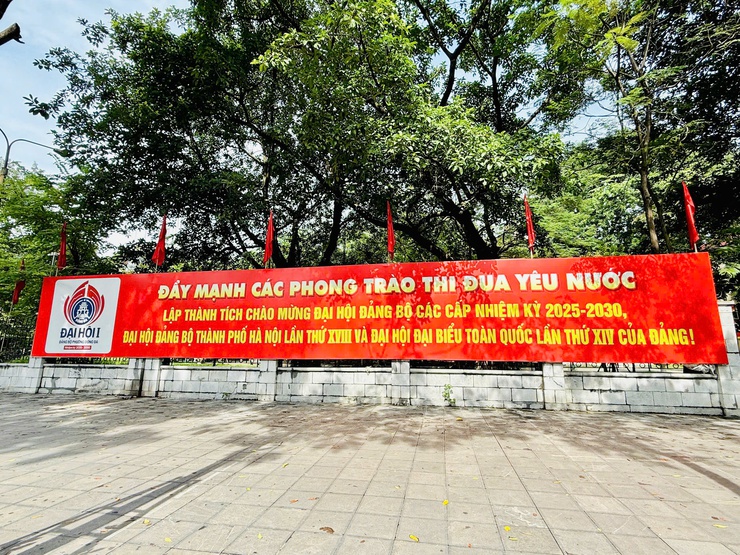 ĐẨY MẠNH CÁC PHONG TRÀO THI ĐUA YÊU NƯỚC
LẬP THÀNH TÍCH CHÀO MỪNG ĐẠI HỘI ĐẢNG BỘ CÁC CẤP NHIỆM KỲ 2025-2030,
ĐẠI HỘI ĐẢNG BỘ THÀNH PHỐ HÀ NỘI LẦN THỨ XVIII VÀ ĐẠI HỘI ĐẠI BIỂU TOÀN QUỐC LẦN THỨ XIV CỦA ĐẢNG!
ĐẠI HỘI I